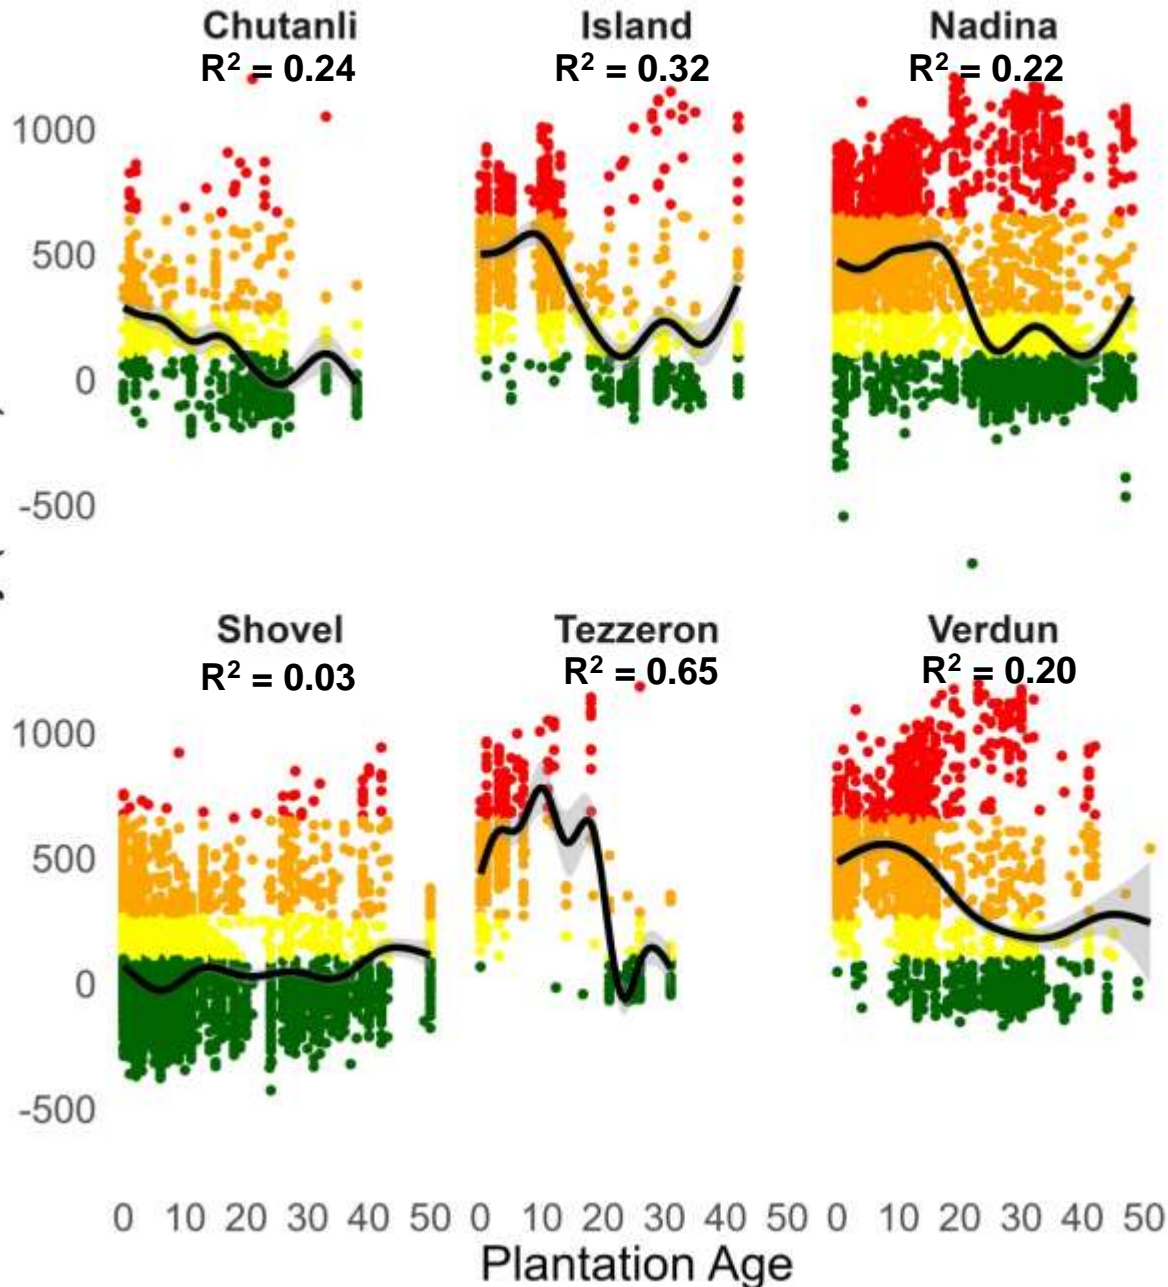 Chutanli Island Nadina
R² = 0.24 R² = 0.32 R² = 0.22
1000
500
0
-500
Shovel Tezzeron Verdun
R² = 0.03 R² = 0.65 R² = 0.20
1000
500
0
-500
0 10 20 30 40 50 0 10 20 30 40 50 0 10 20 30 40 50
Plantation Age